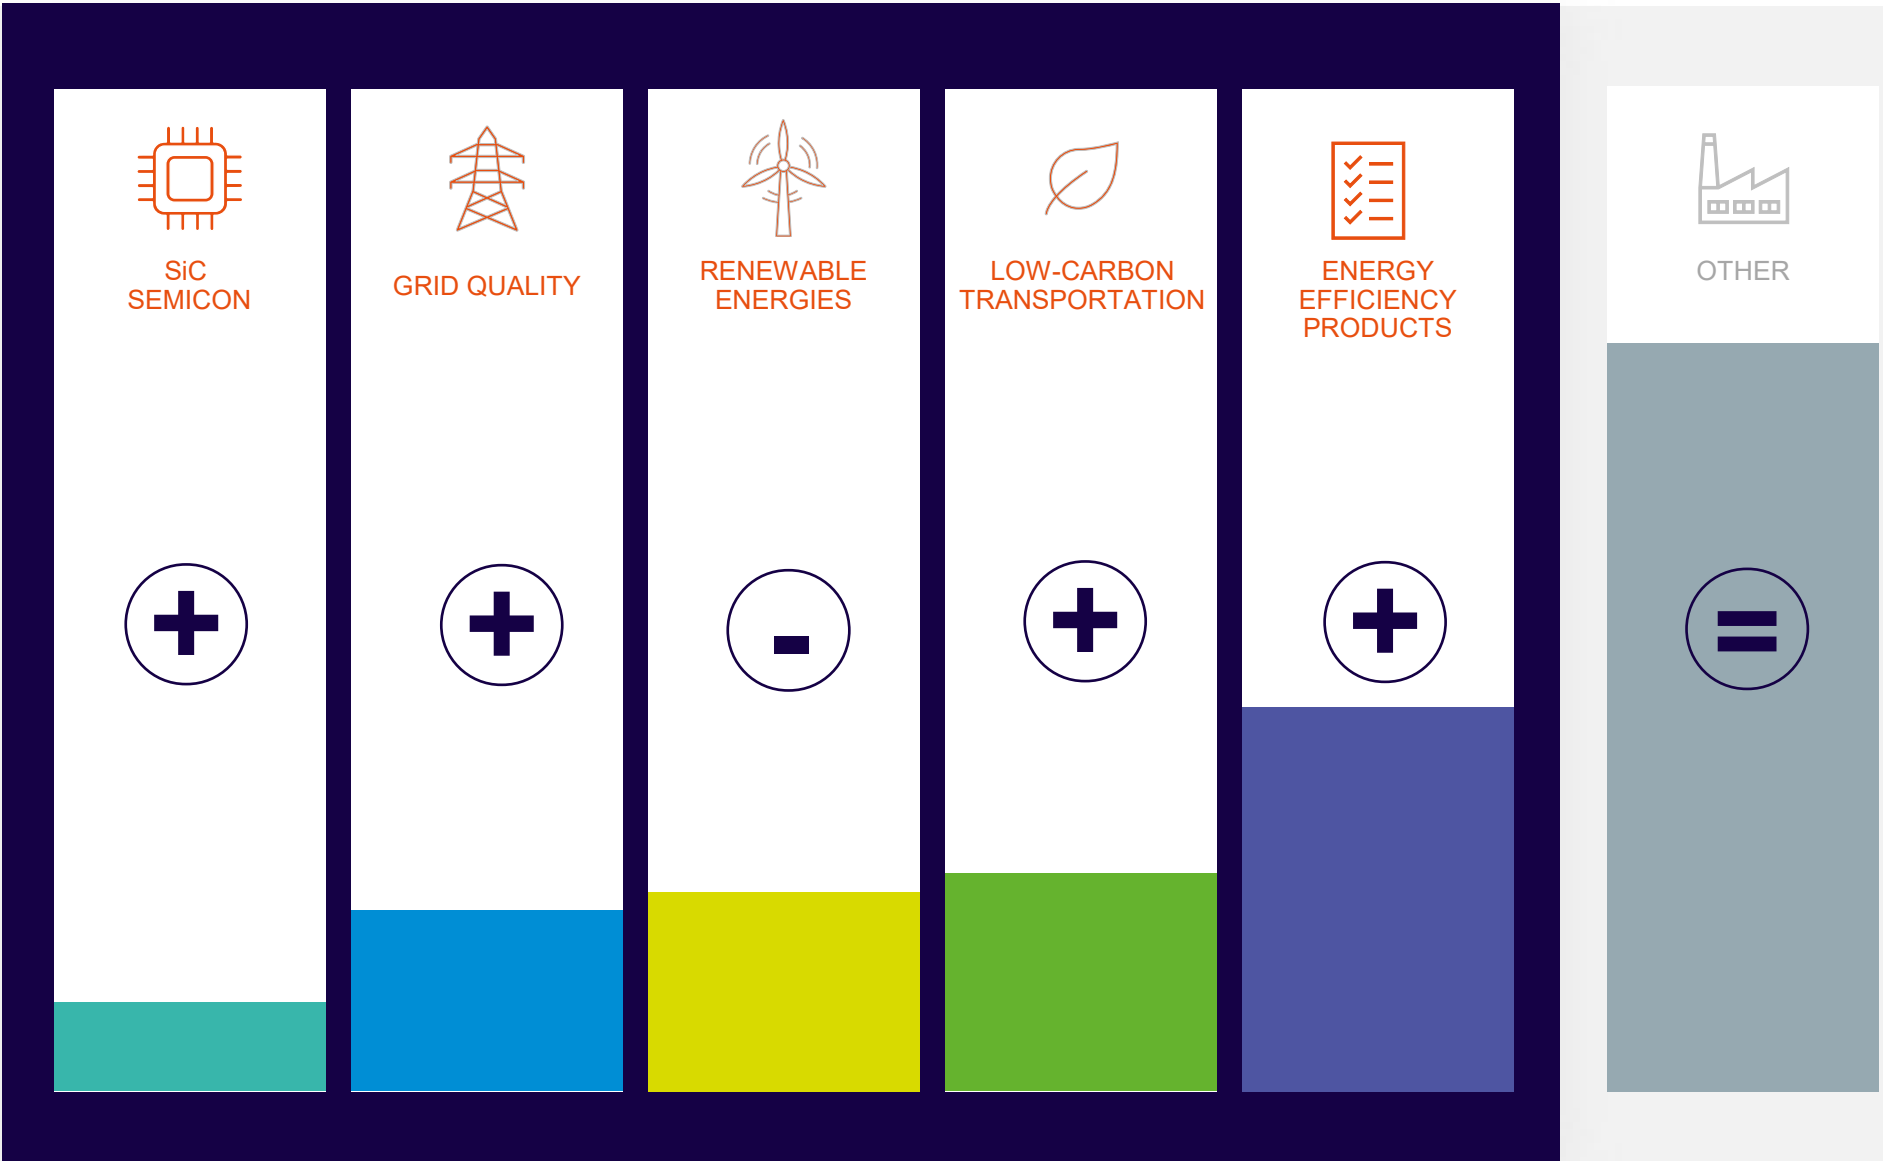 SiC
SEMICON
GRID QUALITY
RENEWABLE
ENERGIES
LOW-CARBON
TRANSPORTATION
ENERGY
EFFICIENCY
PRODUCTS
OTHER
+
+
-
+
+
=